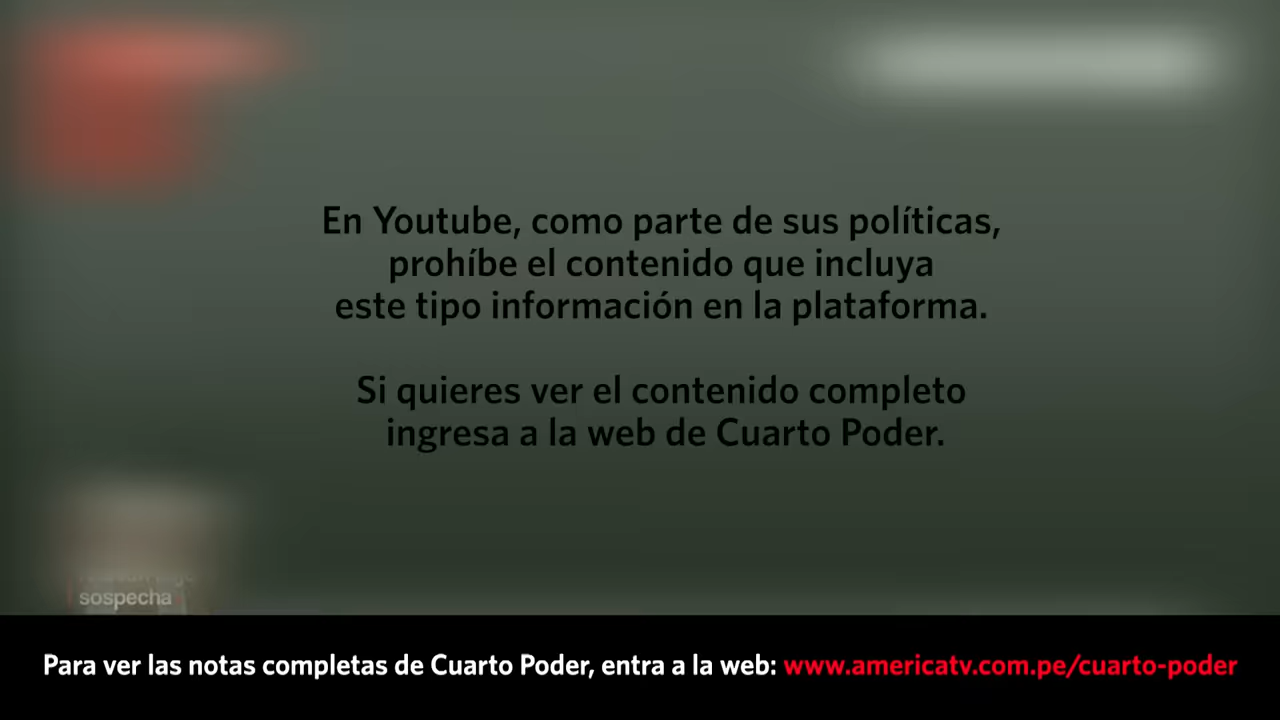 En Youtube, como parte de sus políticas,
prohíbe el contenido que incluya
este tipo información en la plataforma.
Si quieres ver el contenido completo
ingresa a la web de Cuarto Poder.
sospecha
Para ver las notas completas de Cuarto Poder, entra a la web: www.americatv.com.pe/cuarto-poder